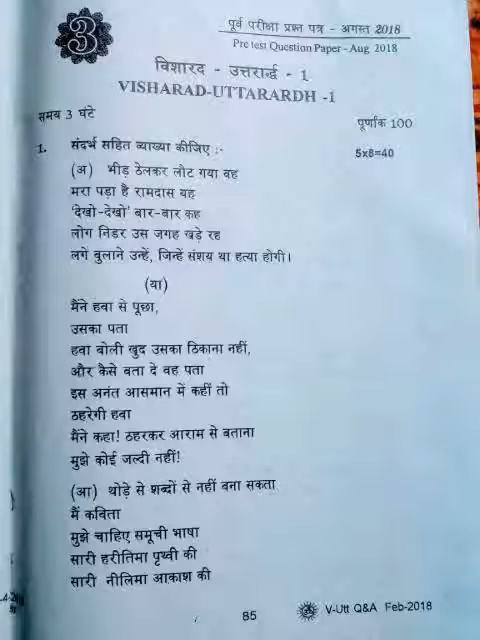 3
पूर्व परीक्षा प्रश्न पत्र - अगस्त 2018
Pre test Question Paper - Aug 2018
विशारद - उत्तरार्द्ध - 1
VISHARAD-UTTARARDH -1
समय 3 घंटे
पूर्णांक 100
1. संदर्भ सहित व्याख्या कीजिए :- 5x8=40
(अ) भीड़ ठेलकर लौट गया वह
मरा पड़ा है रामदास यह
'देखो-देखो' बार-बार कह
लोग निडर उस जगह खड़े रह
लगे बुलाने उन्हें, जिन्हें संशय था हत्या होगी।
(या)
मैंने हवा से पूछा,
उसका पता
हवा बोली खुद उसका ठिकाना नहीं,
और कैसे बता दे वह पता
इस अनंत आसमान में कहीं तो
ठहरेगी हवा
मैंने कहा! ठहरकर आराम से बताना
मुझे कोई जल्दी नहीं!
(आ) थोड़े से शब्दों से नहीं बना सकता
मैं कविता
मुझे चाहिए समूची भाषा
सारी हरीतिमा पृथ्वी की
सारी नीलिमा आकाश की
85
V-Utt Q&A Feb-2018